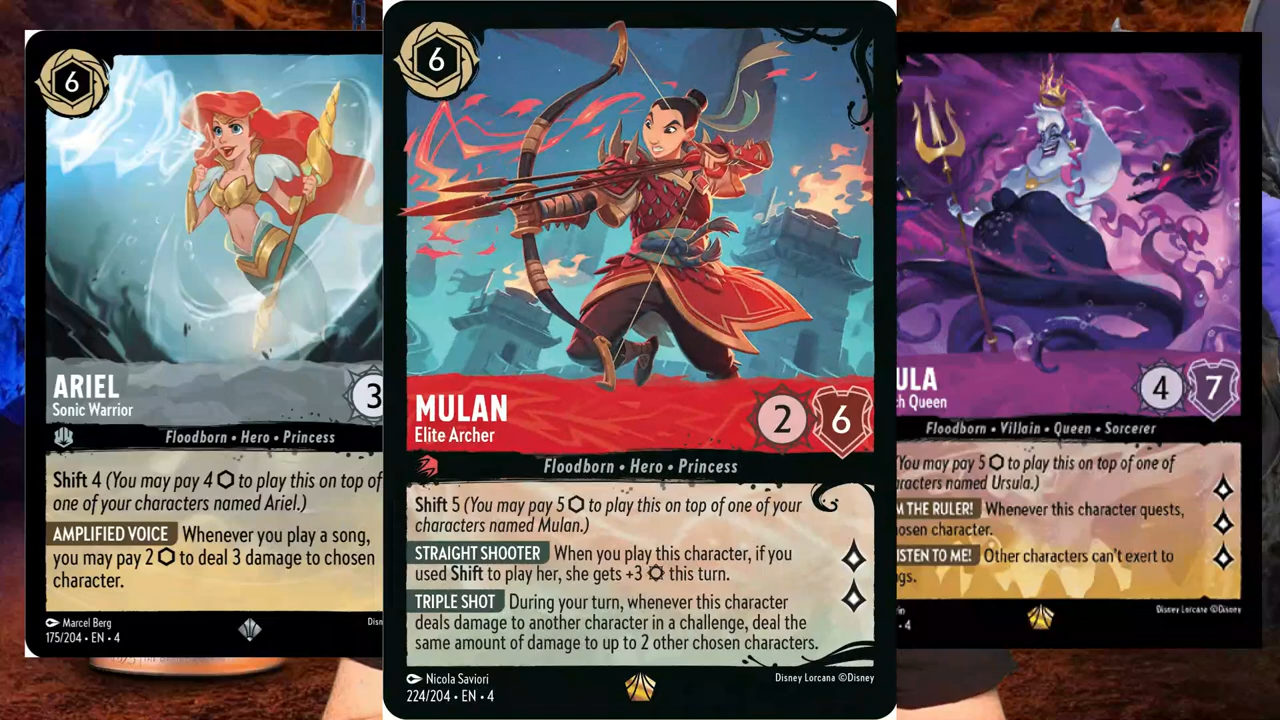 6
ARIEL
Sonic Warrior
3
Floodborn • Hero • Princess
Shift 4 (You may pay 4 ⬡ to play this on top of
one of your characters named Ariel.)
AMPLIFIED VOICE Whenever you play a song,
you may pay 2 ⬡ to deal 3 damage to chosen
character.
Marcel Berg
175/204 • EN • 4
Dis
6
MULAN
Elite Archer
2
6
Floodborn • Hero • Princess
Shift 5 (You may pay 5 ⬡ to play this on top of one of your
characters named Mulan.)
STRAIGHT SHOOTER When you play this character, if you
used Shift to play her, she gets +3 ¤ this turn.
TRIPLE SHOT During your turn, whenever this character
deals damage to another character in a challenge, deal the
same amount of damage to up to 2 other chosen characters.
Nicola Saviori
224/204 • EN • 4
Disney Lorcana ©Disney
ULA
ch Queen
4
7
Floodborn • Villain • Queen • Sorcerer
(You may pay 5 ⬡ to play this on top of one of
racters named Ursula.)
M THE RULER! Whenever this character quests,
osen character.
ISTEN TO ME! Other characters can't exert to
gs.
• 4
Disney Lorcana ©Disney